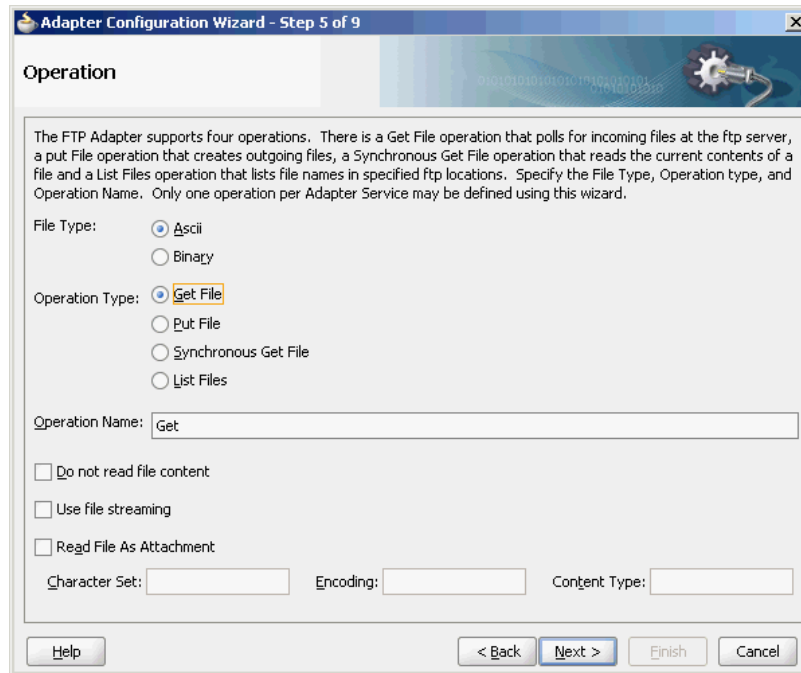 Adapter Configuration Wizard - Step 5 of 9
Operation
The FTP Adapter supports four operations. There is a Get File operation that polls for incoming files at the ftp server,
a put File operation that creates outgoing files, a Synchronous Get File operation that reads the current contents of a
file and a List Files operation that lists file names in specified ftp locations. Specify the File Type, Operation type, and
Operation Name. Only one operation per Adapter Service may be defined using this wizard.
File Type: Ascii
Binary
Operation Type: Get File
Put File
Synchronous Get File
List Files
Operation Name: Get
Do not read file content
Use file streaming
Read File As Attachment
Character Set: Encoding: Content Type:
Help < Back Next > Finish Cancel